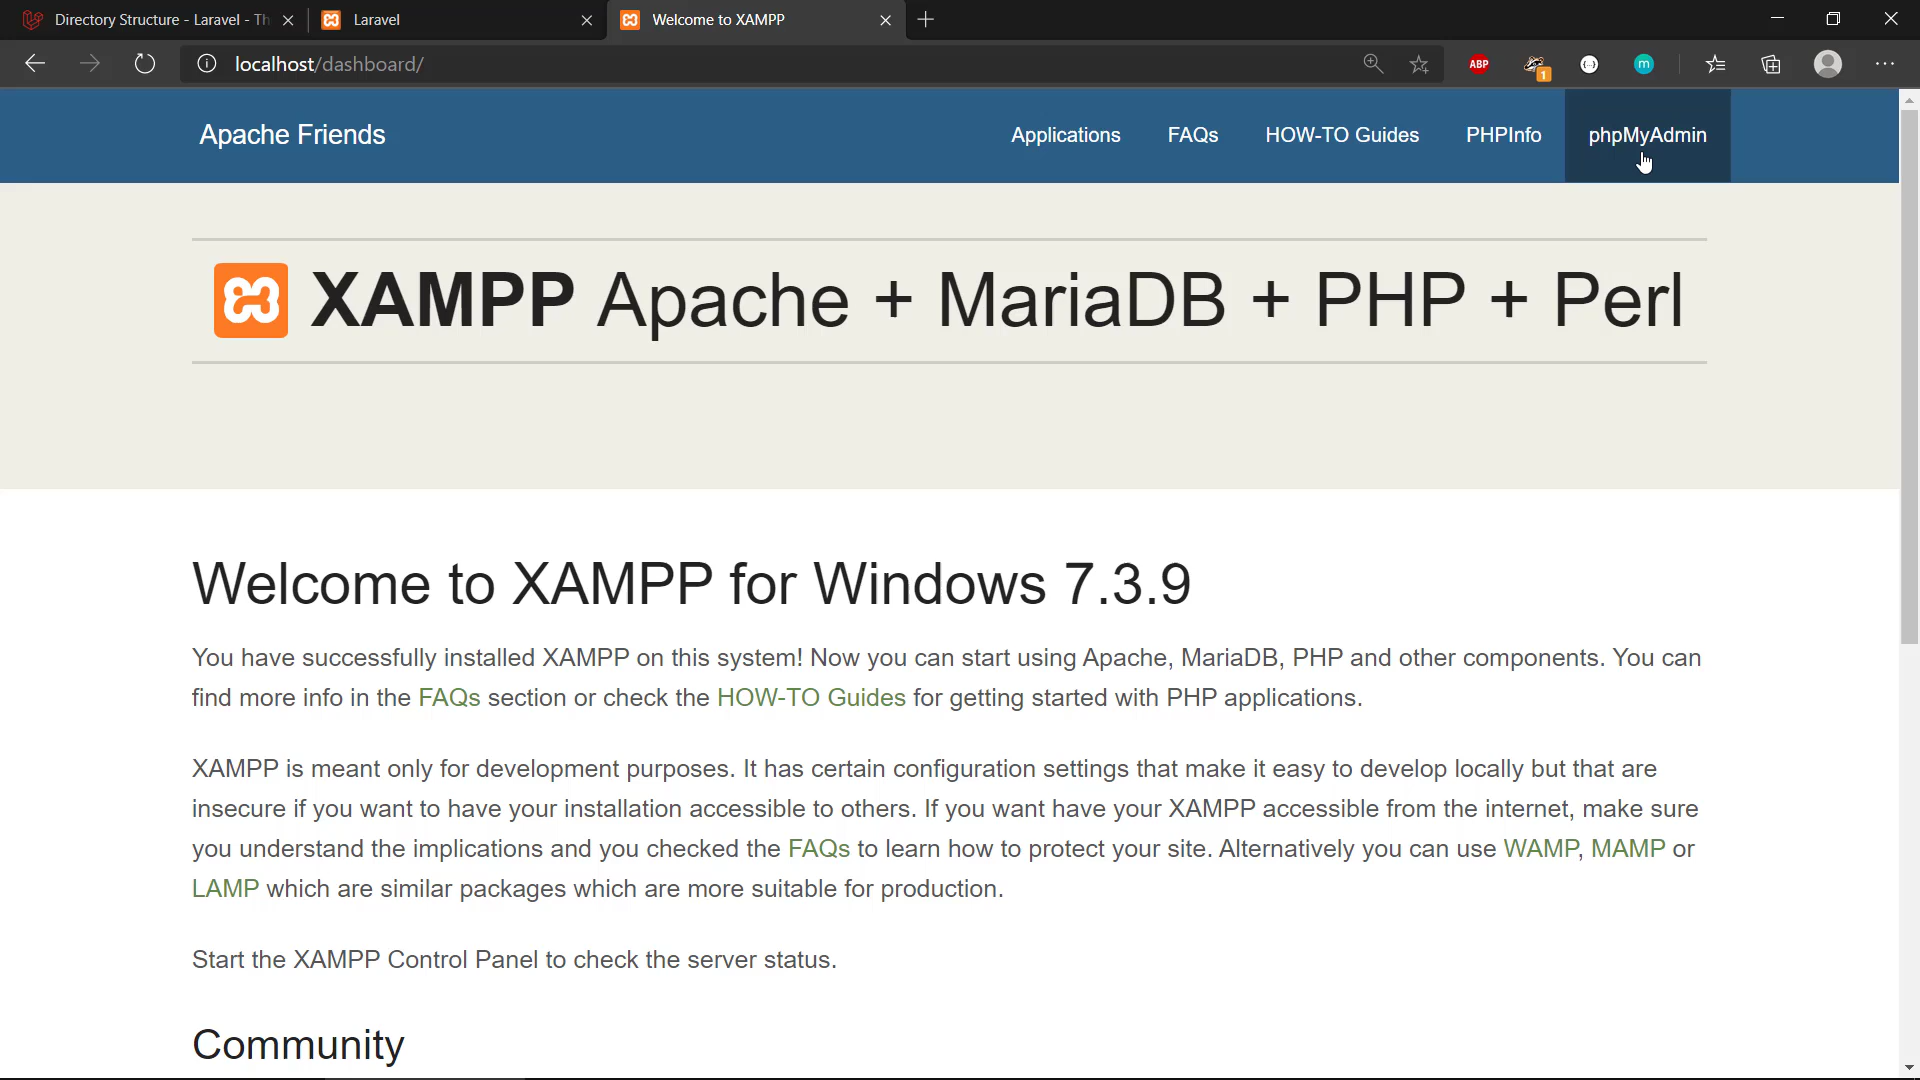 Directory Structure - Laravel - Th
Laravel
Welcome to XAMPP
localhost/dashboard/
ABP
1
{...}
m
Apache Friends
Applications
FAQs
HOW-TO Guides
PHPInfo
phpMyAdmin
XAMPP Apache + MariaDB + PHP + Perl
Welcome to XAMPP for Windows 7.3.9
You have successfully installed XAMPP on this system! Now you can start using Apache, MariaDB, PHP and other components. You can
find more info in the FAQs section or check the HOW-TO Guides for getting started with PHP applications.
XAMPP is meant only for development purposes. It has certain configuration settings that make it easy to develop locally but that are
insecure if you want to have your installation accessible to others. If you want have your XAMPP accessible from the internet, make sure
you understand the implications and you checked the FAQs to learn how to protect your site. Alternatively you can use WAMP, MAMP or
LAMP which are similar packages which are more suitable for production.
Start the XAMPP Control Panel to check the server status.
Community